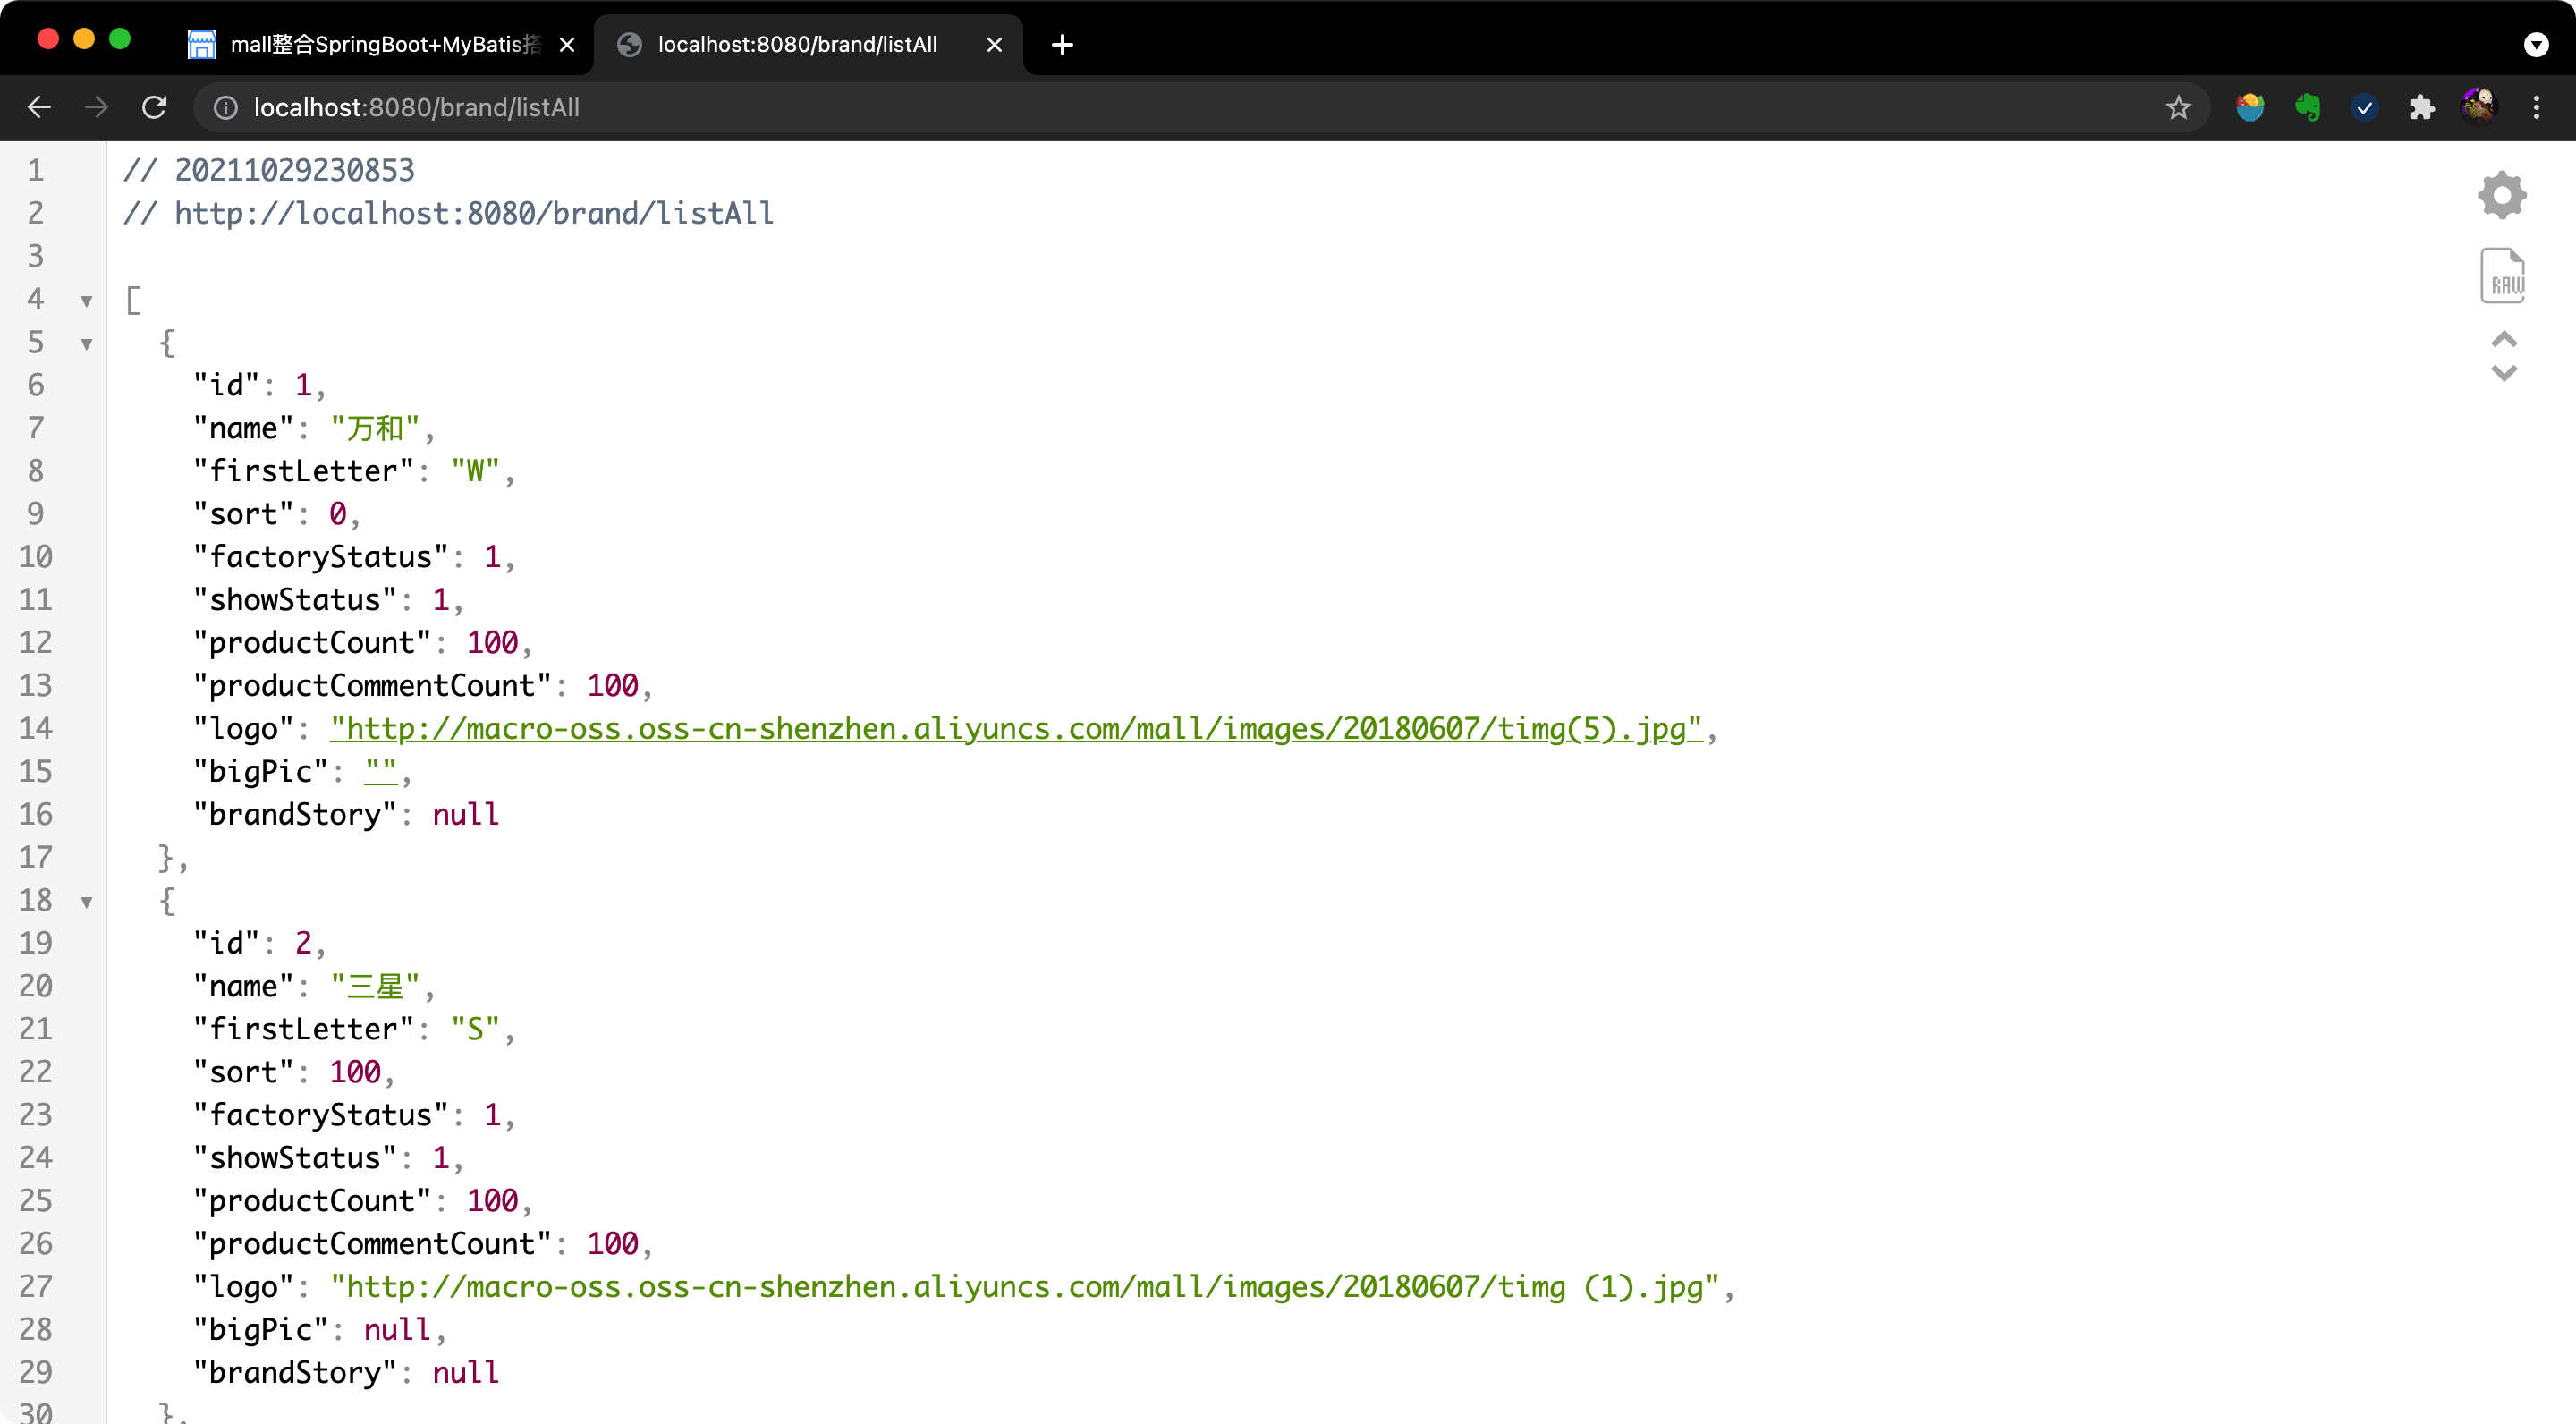 mall整合SpringBoot+MyBatis搭
localhost:8080/brand/listAll
localhost:8080/brand/listAll
1 // 20211029230853
2 // http://localhost:8080/brand/listAll
3
4 [
5 {
6 "id": 1,
7 "name": "万和",
8 "firstLetter": "W",
9 "sort": 0,
10 "factoryStatus": 1,
11 "showStatus": 1,
12 "productCount": 100,
13 "productCommentCount": 100,
14 "logo": "http://macro-oss.oss-cn-shenzhen.aliyuncs.com/mall/images/20180607/timg(5).jpg",
15 "bigPic": "",
16 "brandStory": null
17 },
18 {
19 "id": 2,
20 "name": "三星",
21 "firstLetter": "S",
22 "sort": 100,
23 "factoryStatus": 1,
24 "showStatus": 1,
25 "productCount": 100,
26 "productCommentCount": 100,
27 "logo": "http://macro-oss.oss-cn-shenzhen.aliyuncs.com/mall/images/20180607/timg (1).jpg",
28 "bigPic": null,
29 "brandStory": null
30 },
RAW